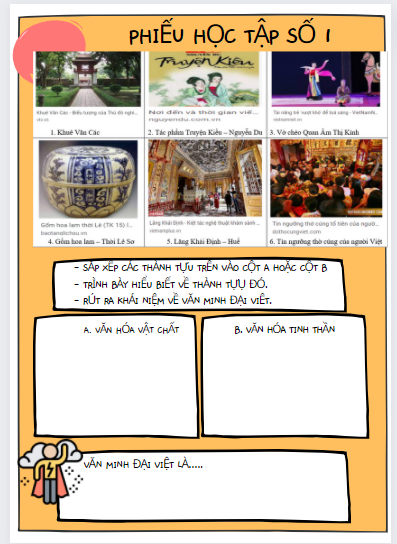 PHIẾU HỌC TẬP SỐ 1
Khuê Văn Các - Biểu tượng của Thủ đô nghì...
1. Khuê Văn Các
Truyện Kiều
Nơi đến và thời gian viế...
nguyendu.com.vn
2. Tác phẩm Truyện Kiều – Nguyễn Du
Tài năng trẻ vượt khó để toả sáng - VietNamN...
vietnamnet.vn
3. Vở chèo Quan Âm Thị Kính
Gốm hoa lam thời Lê (TK 15) |...
baotanglichsu.vn
4. Gốm hoa lam – Thời Lê Sơ
Lăng Khải Định - Kiệt tác nghệ thuật khảm sành...
vietnamplus.vn
5. Lăng Khải Định – Huế
Tín ngưỡng thờ cúng tổ tiên của người...
dothocungviet.com
6. Tín ngưỡng thờ cúng của người Việt
- SẮP XẾP CÁC THÀNH TỰU TRÊN VÀO CỘT A HOẶC CỘT B
- TRÌNH BÀY HIỂU BIẾT VỀ THÀNH TỰU ĐÓ.
- RÚT RA KHÁI NIỆM VỀ VĂN MINH ĐẠI VIỆT.
A. VĂN HÓA VẬT CHẤT
B. VĂN HÓA TINH THẦN
VĂN MINH ĐẠI VIỆT LÀ.....